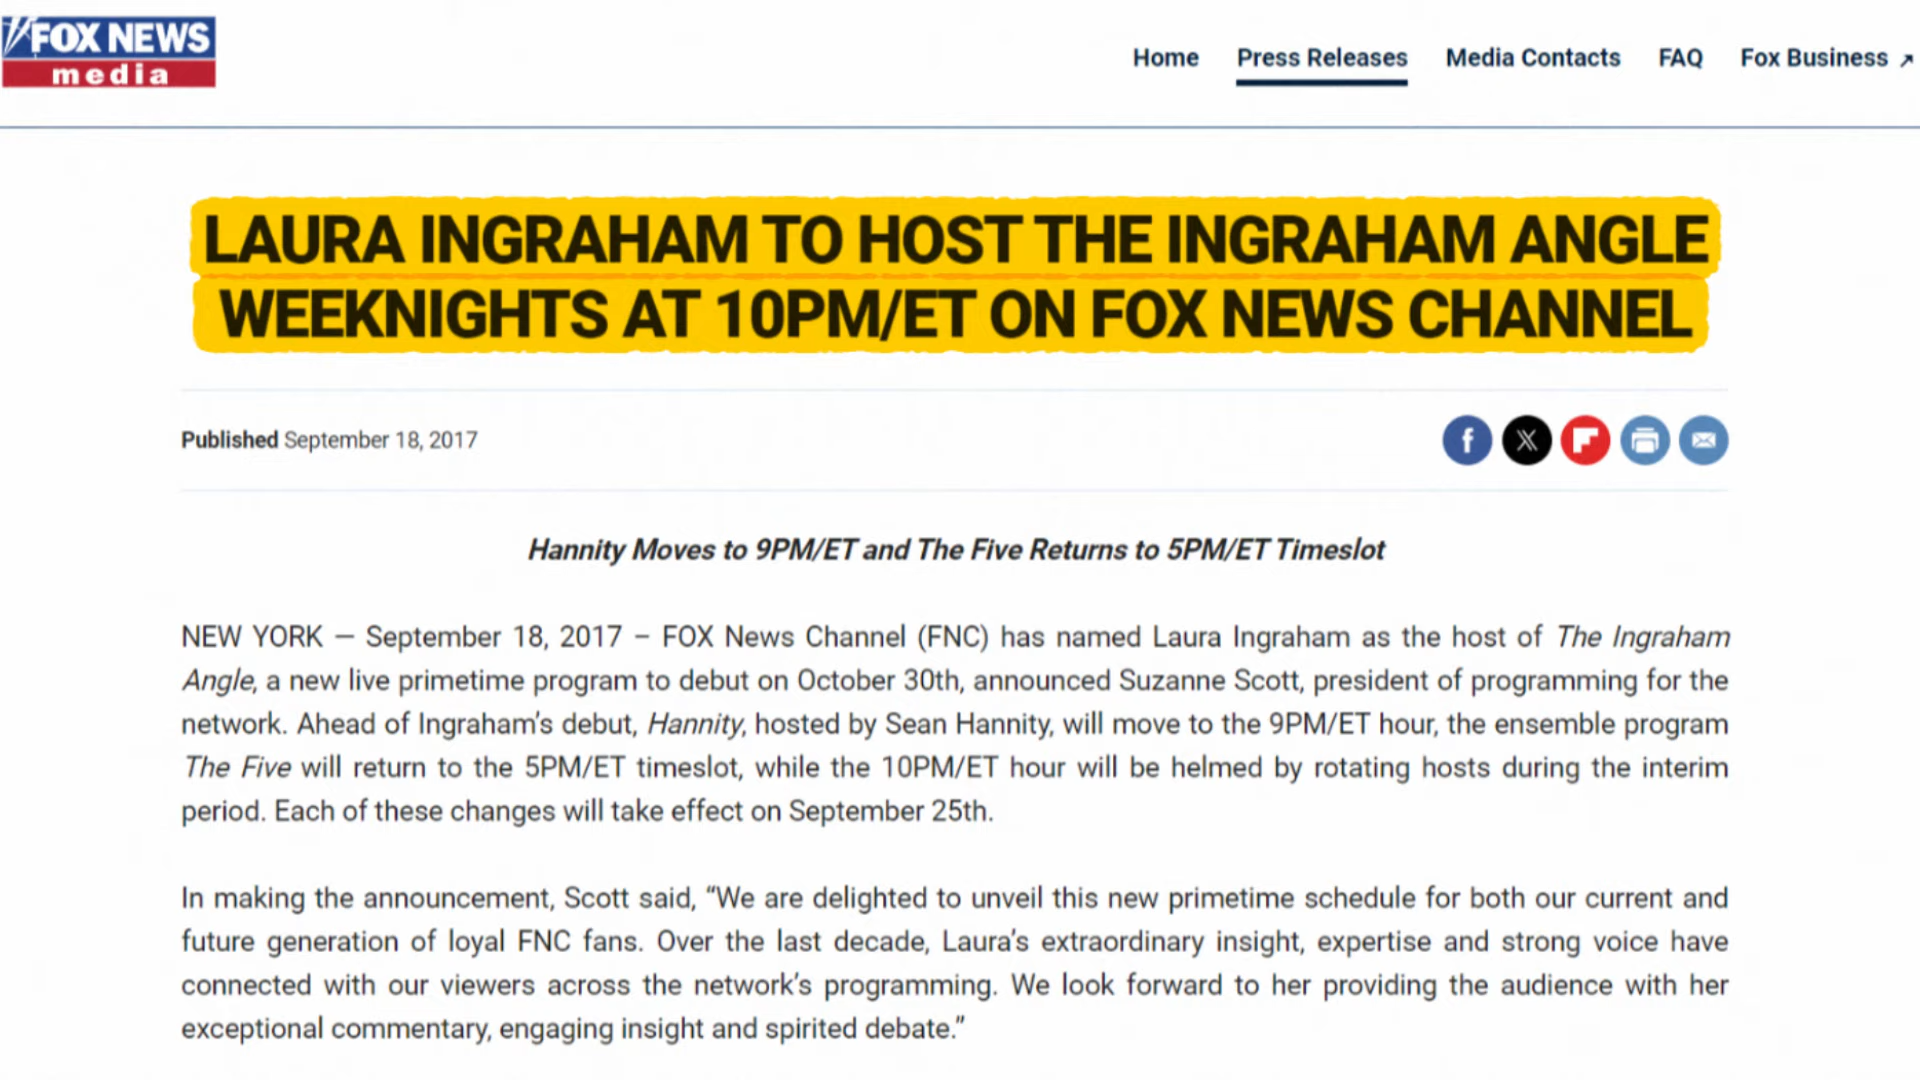 FOX NEWS
media
Home Press Releases Media Contacts FAQ Fox Business ↗
LAURA INGRAHAM TO HOST THE INGRAHAM ANGLE
WEEKNIGHTS AT 10PM/ET ON FOX NEWS CHANNEL
Published September 18, 2017
Hannity Moves to 9PM/ET and The Five Returns to 5PM/ET Timeslot
NEW YORK — September 18, 2017 – FOX News Channel (FNC) has named Laura Ingraham as the host of The Ingraham
Angle, a new live primetime program to debut on October 30th, announced Suzanne Scott, president of programming for the
network. Ahead of Ingraham’s debut, Hannity, hosted by Sean Hannity, will move to the 9PM/ET hour, the ensemble program
The Five will return to the 5PM/ET timeslot, while the 10PM/ET hour will be helmed by rotating hosts during the interim
period. Each of these changes will take effect on September 25th.
In making the announcement, Scott said, “We are delighted to unveil this new primetime schedule for both our current and
future generation of loyal FNC fans. Over the last decade, Laura’s extraordinary insight, expertise and strong voice have
connected with our viewers across the network’s programming. We look forward to her providing the audience with her
exceptional commentary, engaging insight and spirited debate.”